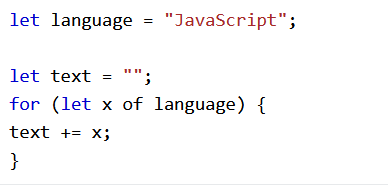 let language = "JavaScript";
let text = "";
for (let x of language) {
text += x;
}